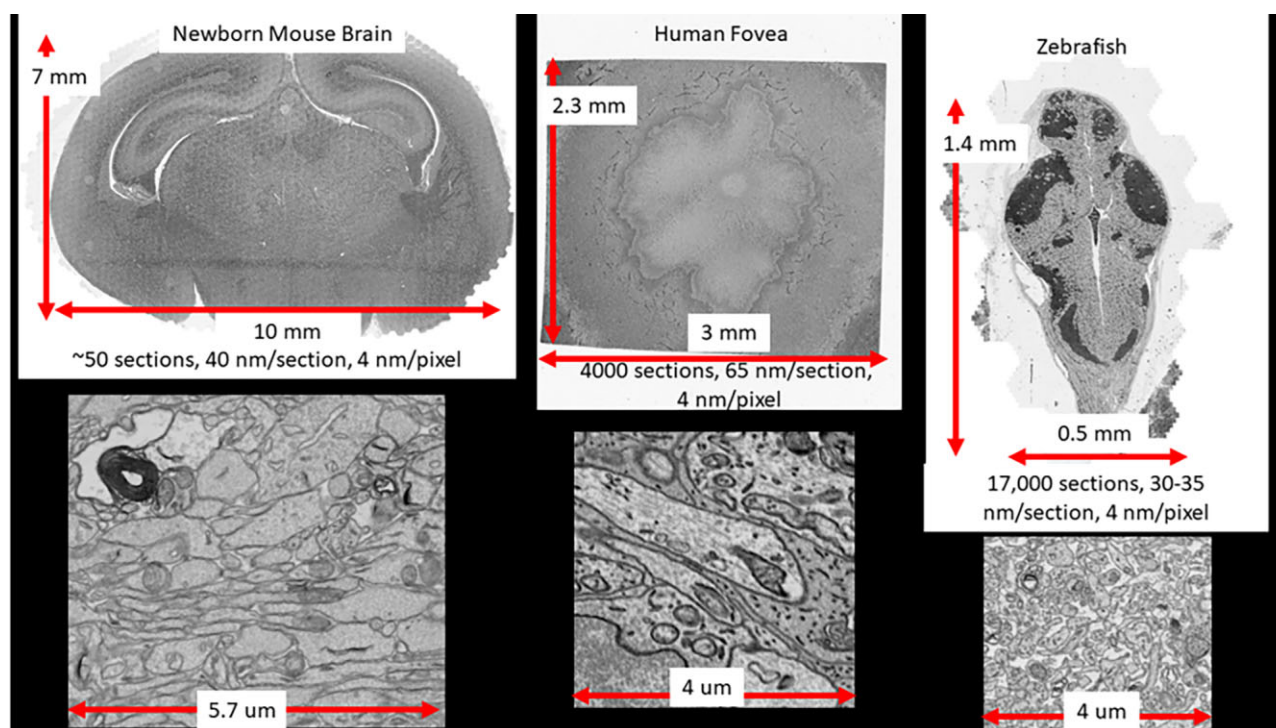 Newborn Mouse Brain
7 mm
10 mm
~50 sections, 40 nm/section, 4 nm/pixel
5.7 um
Human Fovea
2.3 mm
3 mm
4000 sections, 65 nm/section,
4 nm/pixel
4 um
Zebrafish
1.4 mm
0.5 mm
17,000 sections, 30-35
nm/section, 4 nm/pixel
4 um